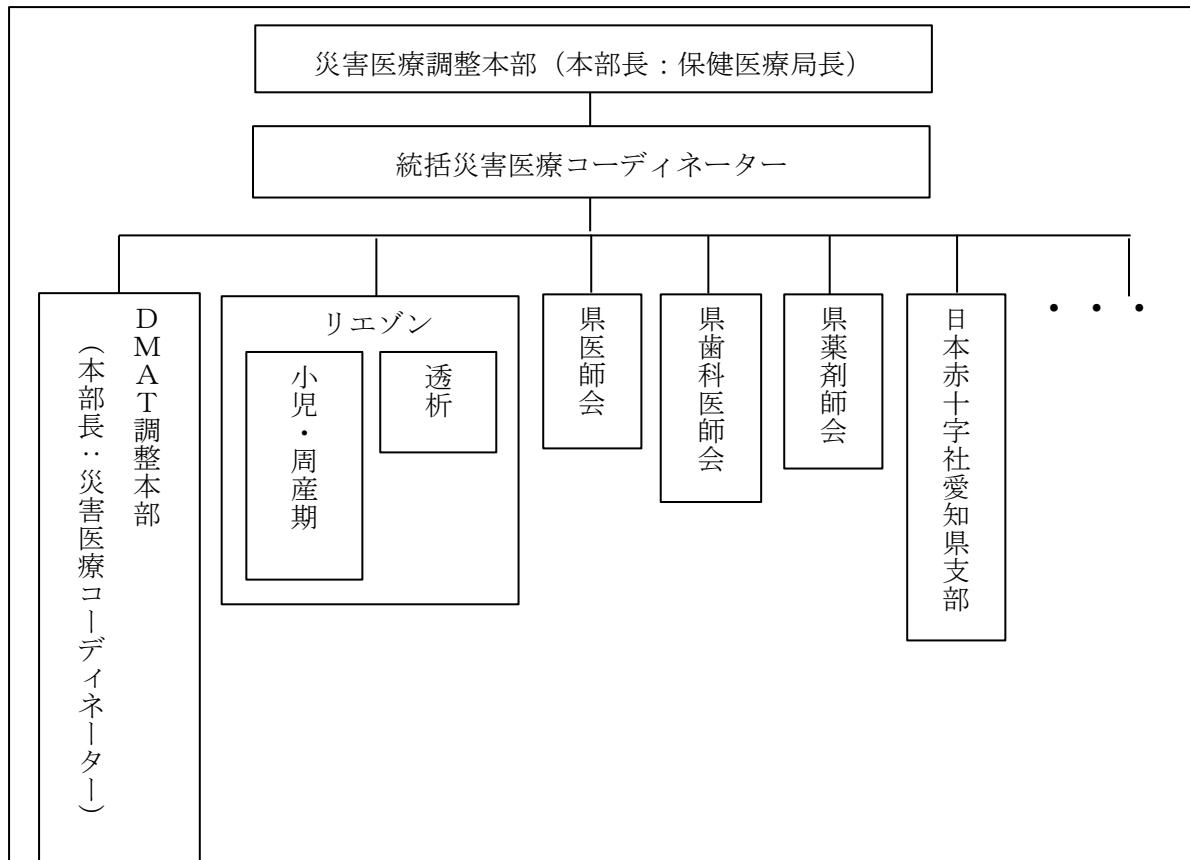 災害医療調整本部（本部長：保健医療局長）
統括災害医療コーディネーター
DMAT調整本部
（本部長：災害医療コーディネーター）
リエゾン
小児・周産期
透析
県医師会
県歯科医師会
県薬剤師会
日本赤十字社愛知県支部
・・・